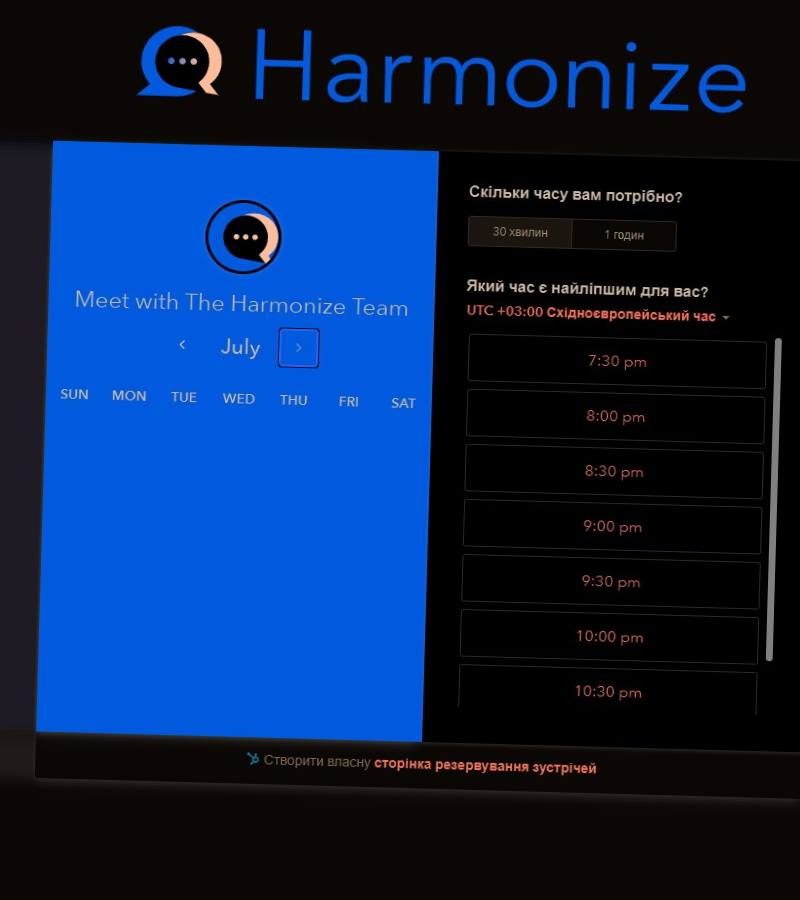 Harmonize
Meet with The Harmonize Team
July
SUN MON TUE WED THU FRI SAT
Скільки часу вам потрібно?
30 хвилин 1 годин
Який час є найліпшим для вас?
UTC +03:00 Східноєвропейський час
7:30 pm
8:00 pm
8:30 pm
9:00 pm
9:30 pm
10:00 pm
10:30 pm
Створити власну сторінка резервування зустрічей